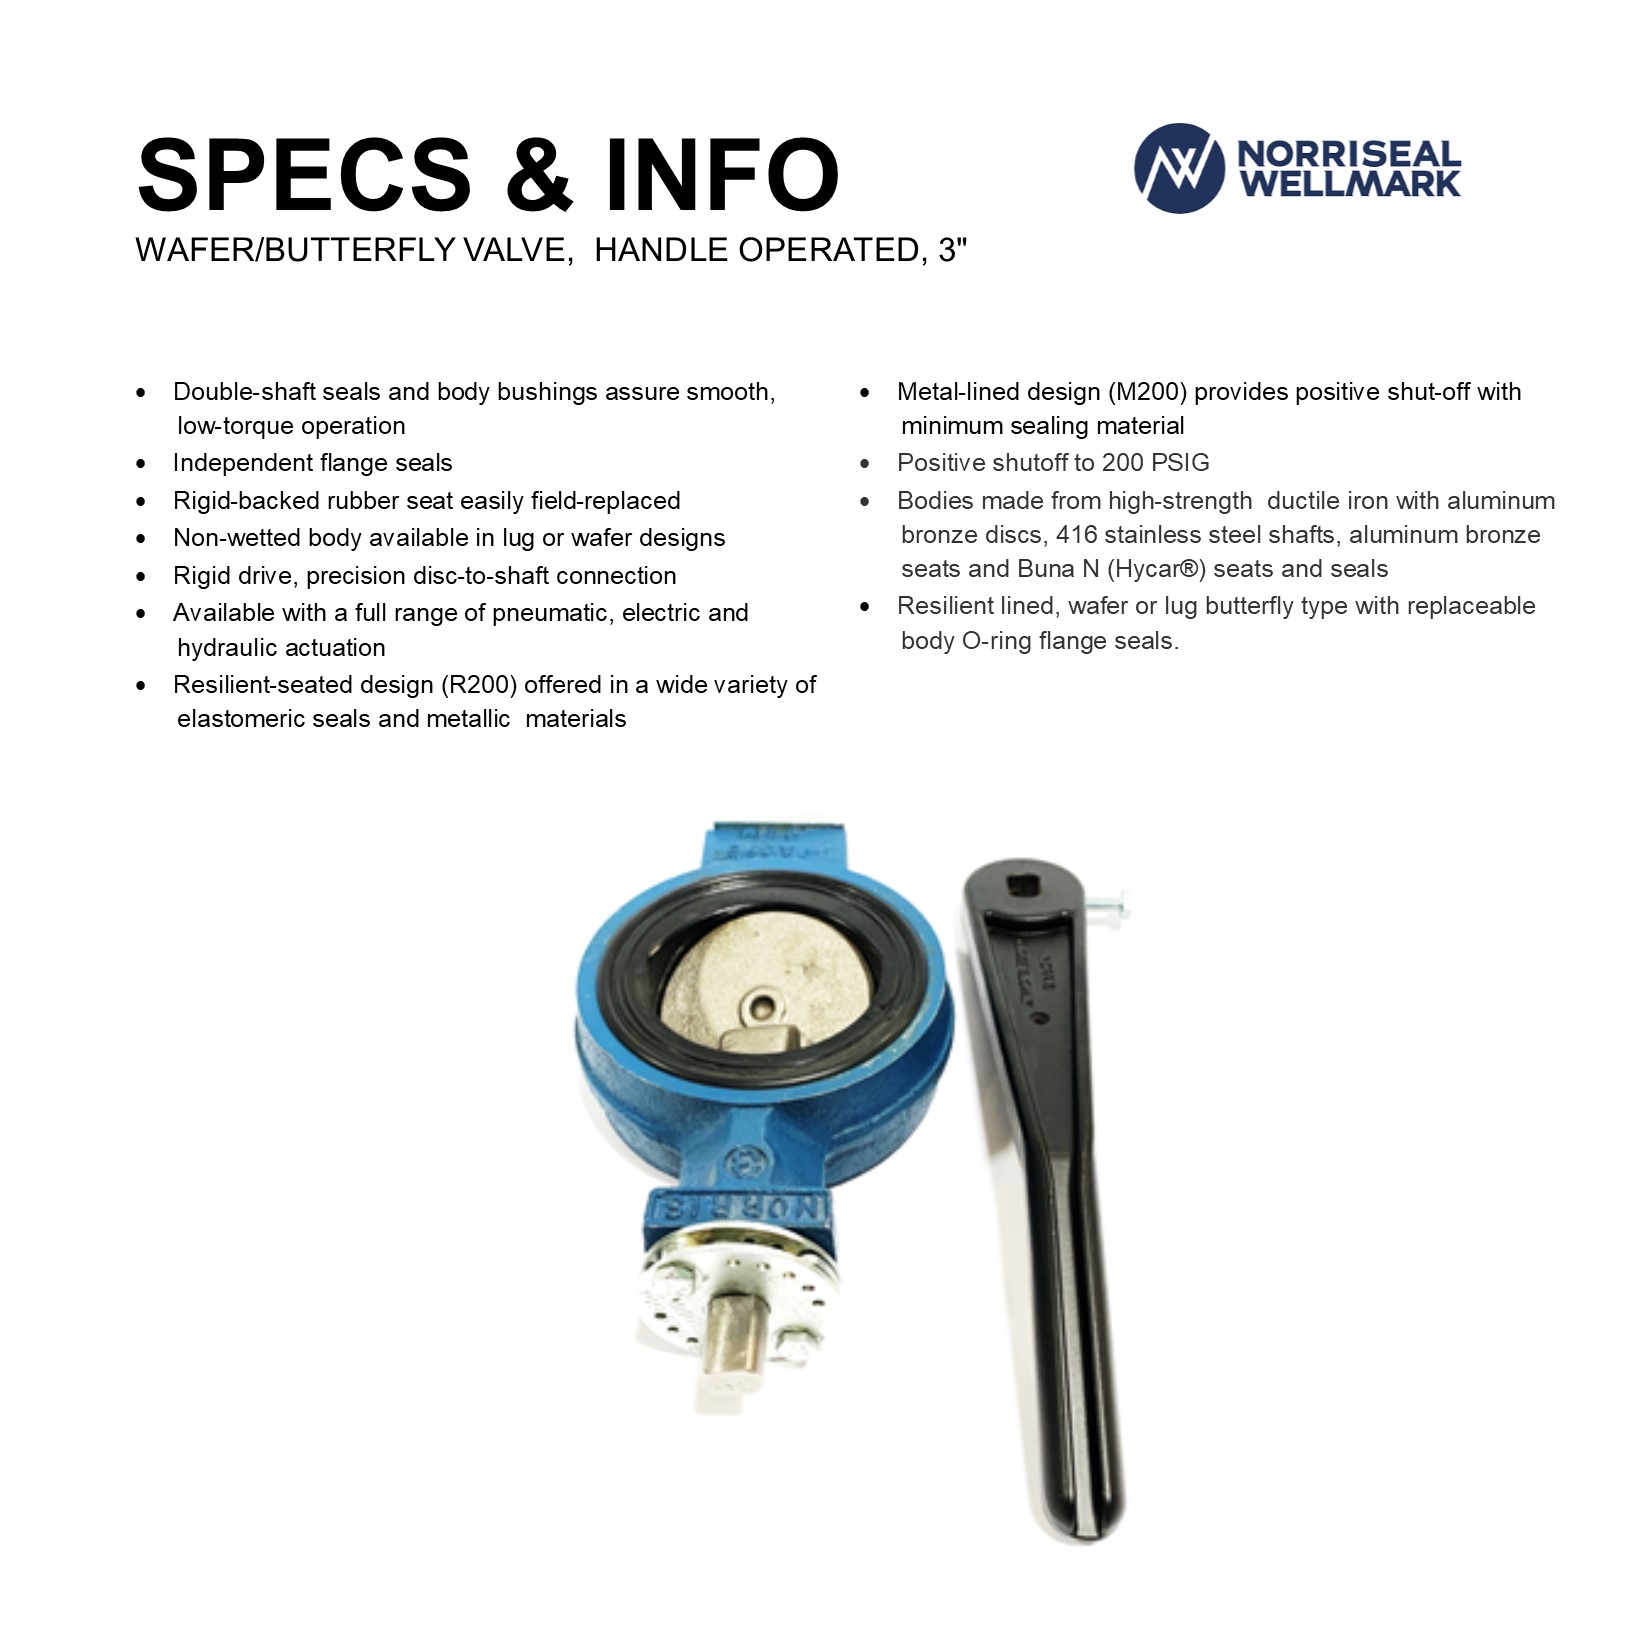 SPECS & INFO
NORRISEAL
WELLMARK
WAFER/BUTTERFLY VALVE, HANDLE OPERATED, 3"
• Double-shaft seals and body bushings assure smooth,
low-torque operation
• Independent flange seals
• Rigid-backed rubber seat easily field-replaced
• Non-wetted body available in lug or wafer designs
• Rigid drive, precision disc-to-shaft connection
• Available with a full range of pneumatic, electric and
hydraulic actuation
• Resilient-seated design (R200) offered in a wide variety of
elastomeric seals and metallic materials
• Metal-lined design (M200) provides positive shut-off with
minimum sealing material
• Positive shutoff to 200 PSIG
• Bodies made from high-strength ductile iron with aluminum
bronze discs, 416 stainless steel shafts, aluminum bronze
seats and Buna N (Hycar®) seats and seals
• Resilient lined, wafer or lug butterfly type with replaceable
body O-ring flange seals.
NORRIS